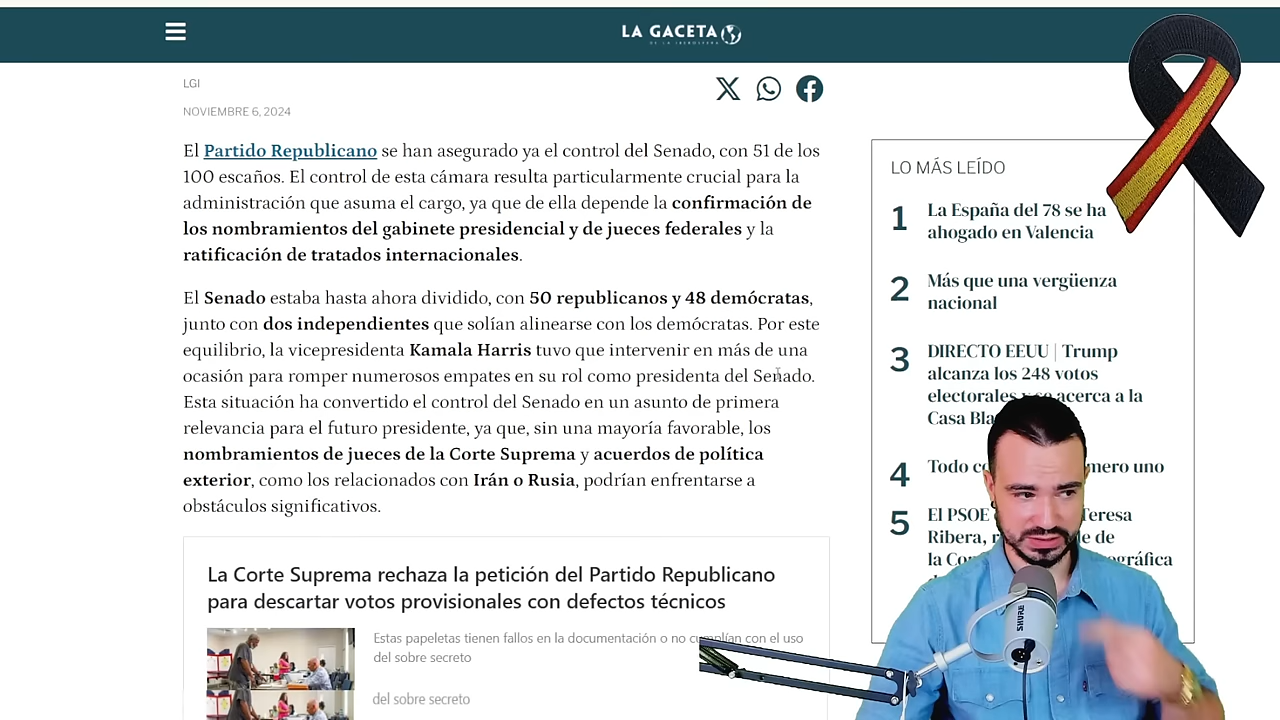 LA GACETA
DE LA IBEROSFERA
LGI
NOVIEMBRE 6, 2024
El Partido Republicano se han asegurado ya el control del Senado, con 51 de los
100 escaños. El control de esta cámara resulta particularmente crucial para la
administración que asuma el cargo, ya que de ella depende la confirmación de
los nombramientos del gabinete presidencial y de jueces federales y la
ratificación de tratados internacionales.
El Senado estaba hasta ahora dividido, con 50 republicanos y 48 demócratas,
junto con dos independientes que solían alinearse con los demócratas. Por este
equilibrio, la vicepresidenta Kamala Harris tuvo que intervenir en más de una
ocasión para romper numerosos empates en su rol como presidenta del Senado.
Esta situación ha convertido el control del Senado en un asunto de primera
relevancia para el futuro presidente, ya que, sin una mayoría favorable, los
nombramientos de jueces de la Corte Suprema y acuerdos de política
exterior, como los relacionados con Irán o Rusia, podrían enfrentarse a
obstáculos significativos.
La Corte Suprema rechaza la petición del Partido Republicano
para descartar votos provisionales con defectos técnicos
Estas papeletas tienen fallos en la documentación o no cumplían con el uso
del sobre secreto
del sobre secreto
LO MÁS LEÍDO
1 La España del 78 se ha
ahogado en Valencia
2 Más que una vergüenza
nacional
3 DIRECTO EEUU | Trump
alcanza los 248 votos
electorales y se acerca a la
Casa
4 Todo uno
5 El PSOE Teresa
Ribera, de
la
SHURE